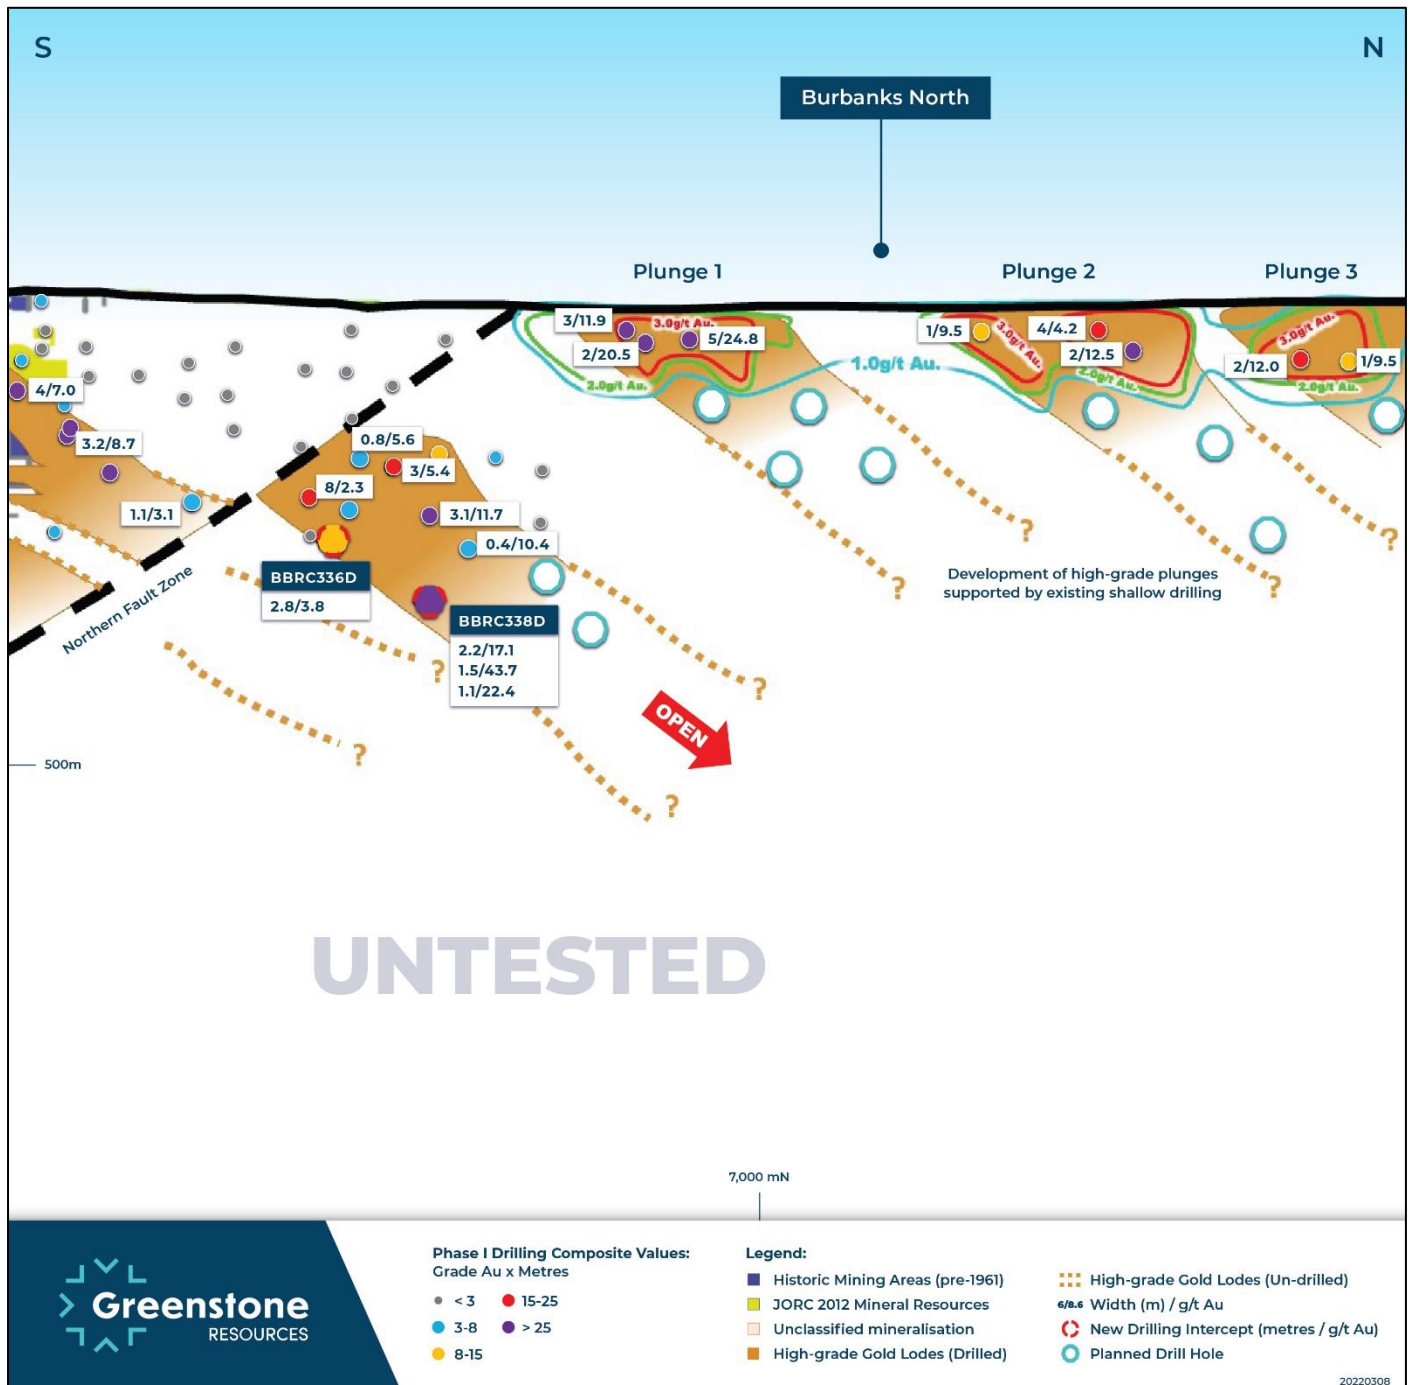 S
N
Burbanks North
Plunge 1
Plunge 2
Plunge 3
3/11.9
3.0g/t Au.
2/20.5
5/24.8
2.0g/t Au.
1.0g/t Au.
1/9.5
3.0g/t Au.
4/4.2
2/12.5
2.0g/t Au.
3.0g/t Au.
2/12.0
1/9.5
2.0g/t Au.
4/7.0
3.2/8.7
1.1/3.1
0.8/5.6
3/5.4
8/2.3
3.1/11.7
0.4/10.4
Northern Fault Zone
BBRC336D
2.8/3.8
BBRC338D
2.2/17.1
1.5/43.7
1.1/22.4
Development of high-grade plunges
supported by existing shallow drilling
?
?
?
?
?
?
?
?
OPEN
500m
UNTESTED
7,000 mN
Greenstone
RESOURCES
Phase I Drilling Composite Values:
Grade Au x Metres
< 3
15-25
3-8
> 25
8-15
Legend:
Historic Mining Areas (pre-1961)
JORC 2012 Mineral Resources
Unclassified mineralisation
High-grade Gold Lodes (Drilled)
High-grade Gold Lodes (Un-drilled)
6/8.6 Width (m) / g/t Au
New Drilling Intercept (metres / g/t Au)
Planned Drill Hole
20220308